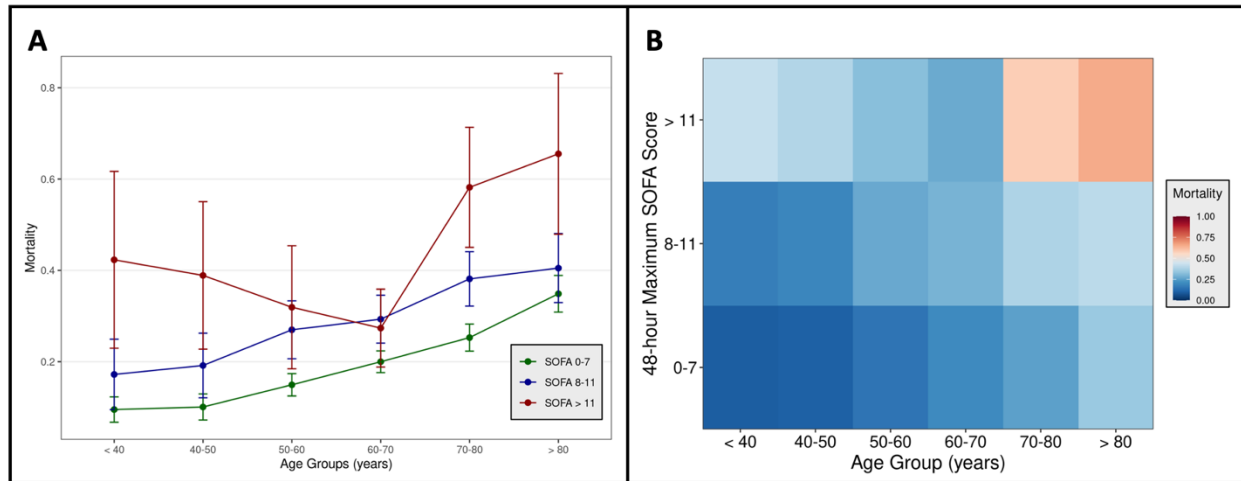 A
Mortality
0.8
0.6
0.4
0.2
SOFA 0-7
SOFA 8-11
SOFA > 11
< 40
40-50
50-60
60-70
70-80
> 80
Age Groups (years)
B
48-hour Maximum SOFA Score
> 11
8-11
0-7
< 40
40-50
50-60
60-70
70-80
> 80
Age Group (years)
Mortality
1.00
0.75
0.50
0.25
0.00